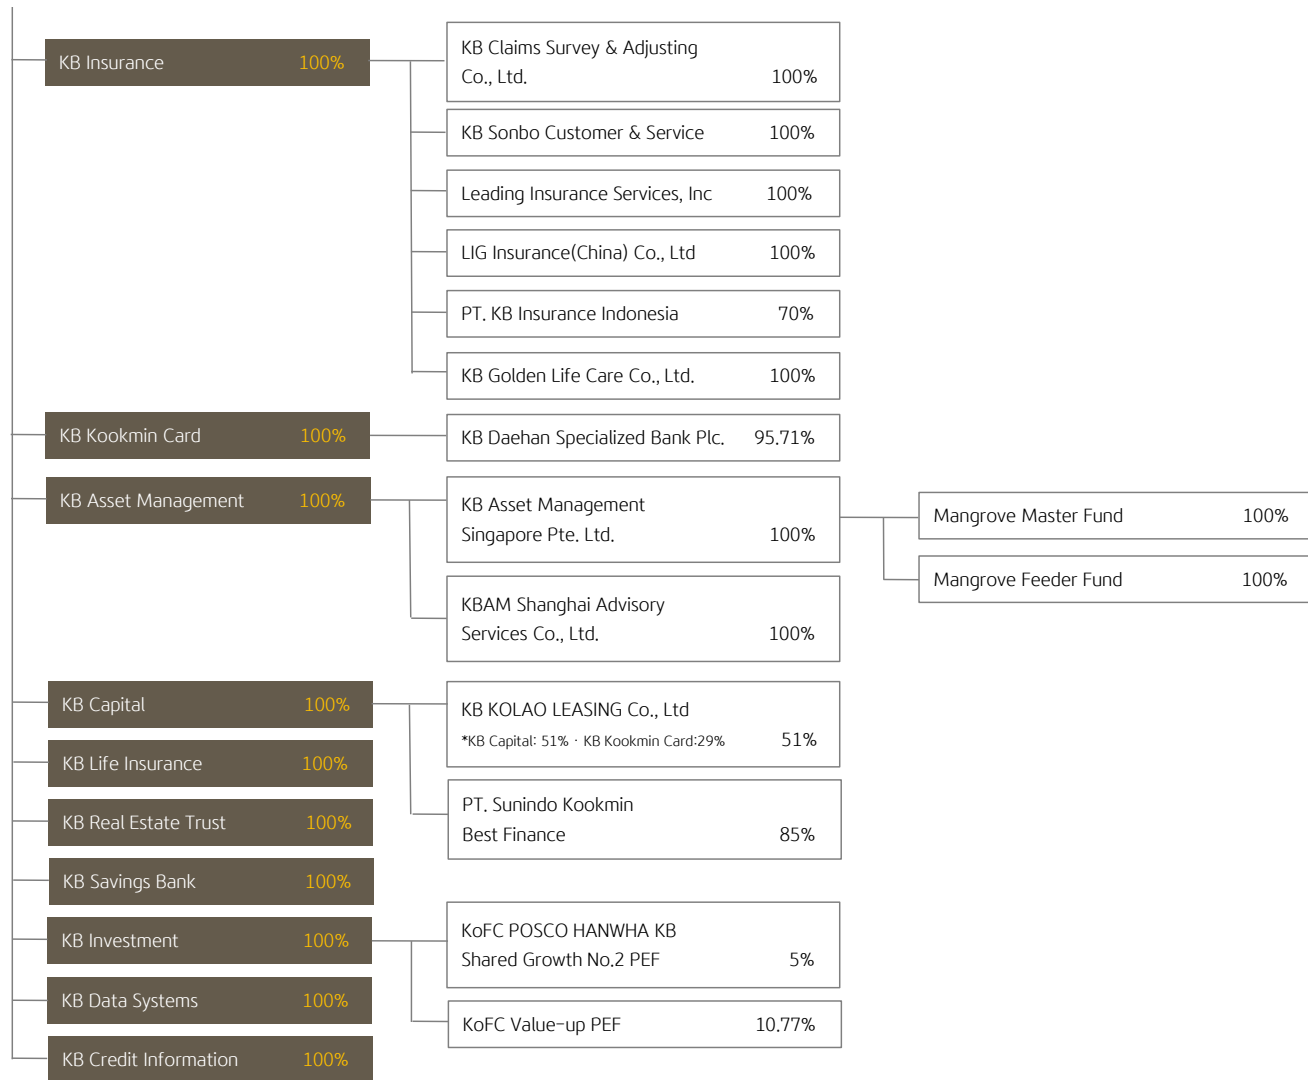 KB Insurance 100%
KB Claims Survey & Adjusting
Co., Ltd. 100%
KB Sonbo Customer & Service 100%
Leading Insurance Services, Inc 100%
LIG Insurance(China) Co., Ltd 100%
PT. KB Insurance Indonesia 70%
KB Golden Life Care Co., Ltd. 100%
KB Kookmin Card 100%
KB Daehan Specialized Bank Plc. 95.71%
KB Asset Management 100%
KB Asset Management
Singapore Pte. Ltd. 100%
Mangrove Master Fund 100%
Mangrove Feeder Fund 100%
KBAM Shanghai Advisory
Services Co., Ltd. 100%
KB Capital 100%
KB KOLAO LEASING Co., Ltd
*KB Capital: 51% · KB Kookmin Card:29% 51%
PT. Sunindo Kookmin
Best Finance 85%
KB Life Insurance 100%
KB Real Estate Trust 100%
KB Savings Bank 100%
KB Investment 100%
KoFC POSCO HANWHA KB
Shared Growth No.2 PEF 5%
KoFC Value-up PEF 10.77%
KB Data Systems 100%
KB Credit Information 100%